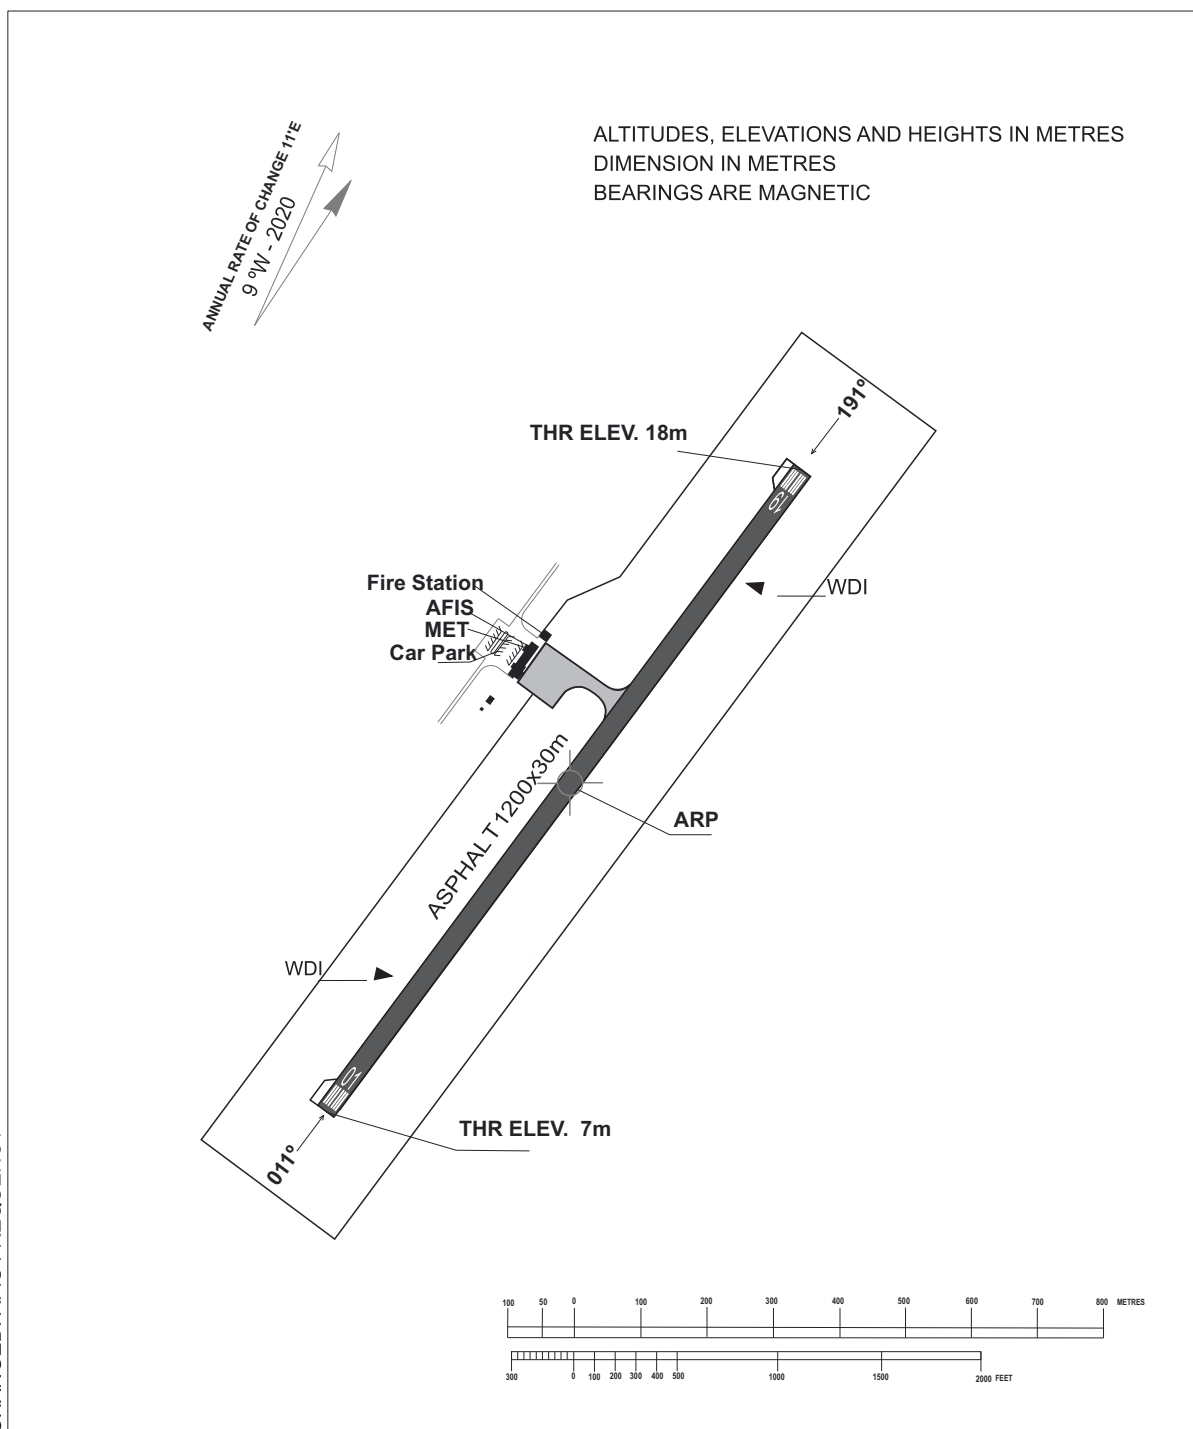 ANNUAL RATE OF CHANGE 11'E
9 ºW - 2020
ALTITUDES, ELEVATIONS AND HEIGHTS IN METRES
DIMENSION IN METRES
BEARINGS ARE MAGNETIC
191º
THR ELEV. 18m
19
WDI
Fire Station
AFIS
MET
Car Park
ASPHALT 1200x30m
ARP
WDI
01
THR ELEV. 7m
011º
100 50 0 100 200 300 400 500 600 700 800 METRES
300 0 100 200 300 400 500 1000 1500 2000 FEET